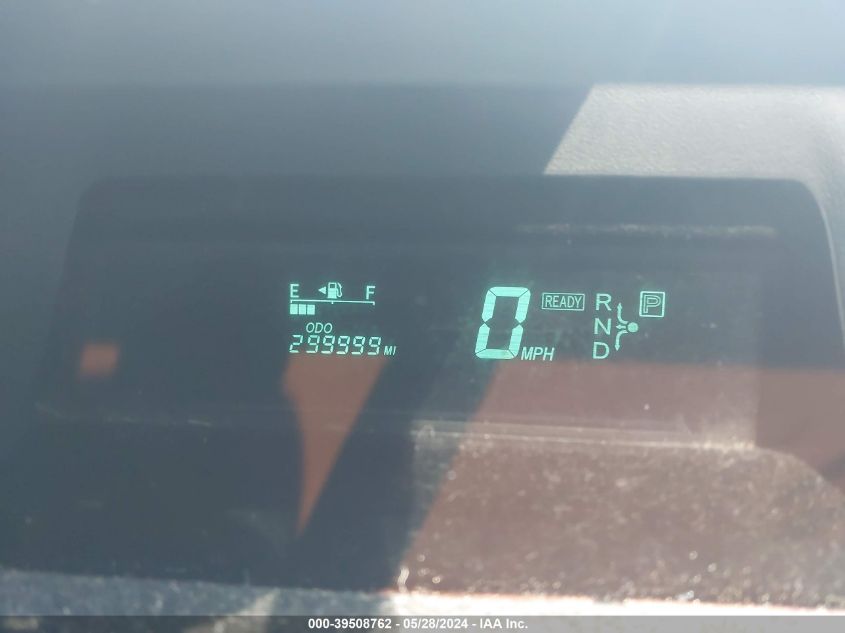 E F
ODO
299999 MI
0 MPH
READY
R
N
D
P
000-39508762 - 05/28/2024 - IAA Inc.